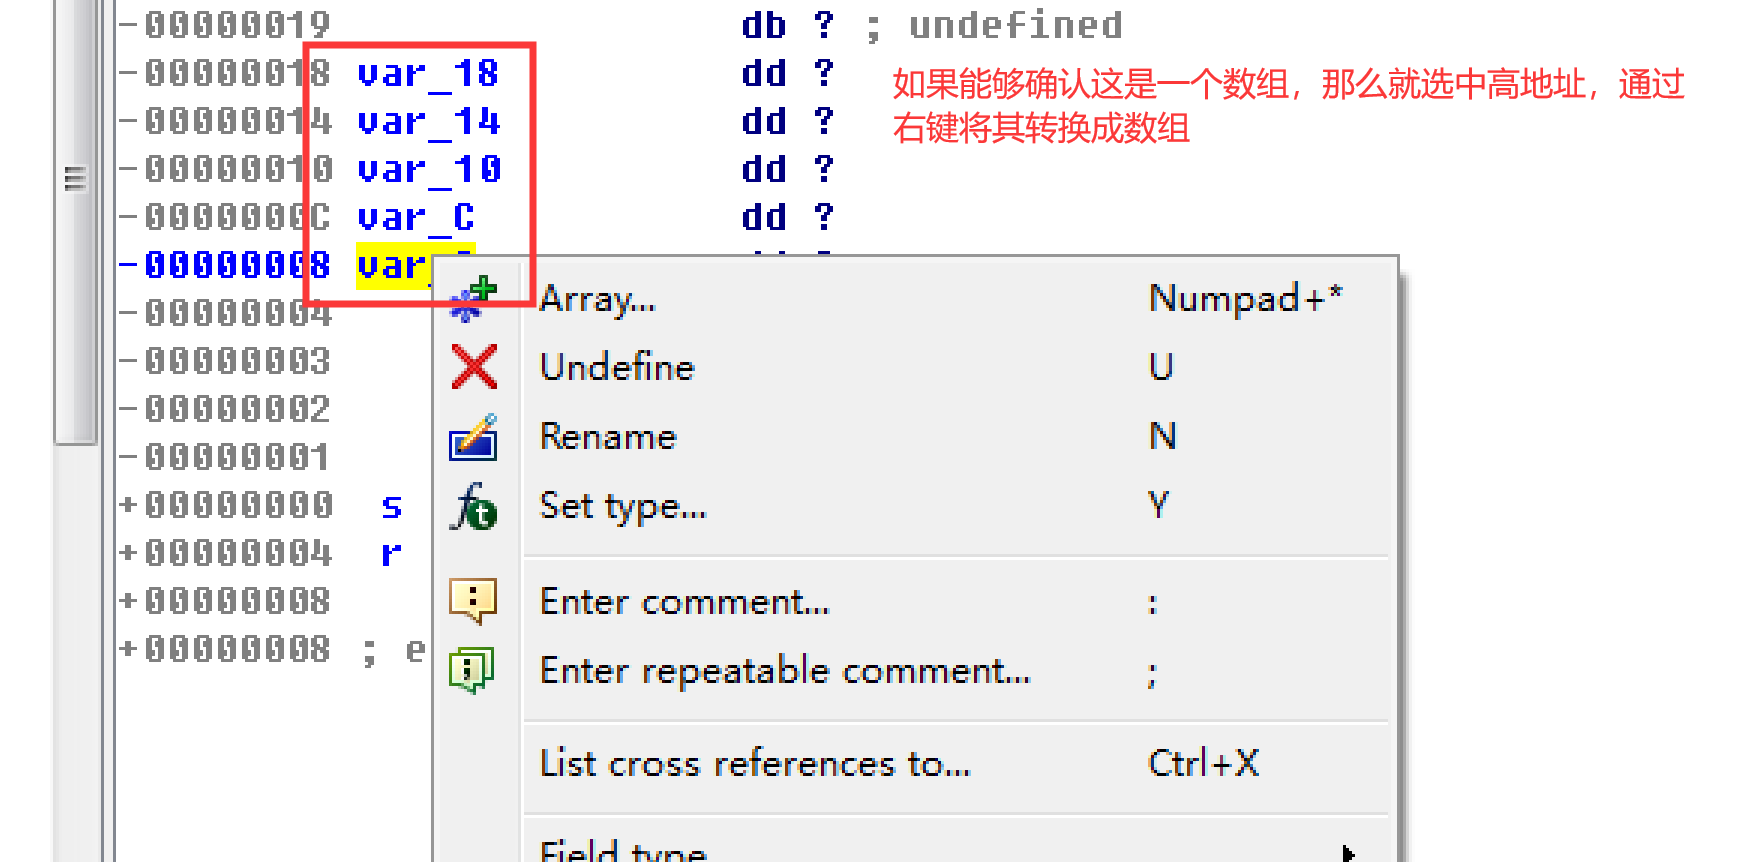 -00000019 db ? ; undefined
-00000018 var_18 dd ?
如果能够确认这是一个数组，那么就选中高地址，通过
右键将其转换成数组
-00000014 var_14 dd ?
-00000010 var_10 dd ?
-0000000C var_C dd ?
-00000008 var_
-00000004
-00000003
-00000002
-00000001
+00000000 s
+00000004 r
+00000008
+00000008 ; e
Array... Numpad+*
Undefine U
Rename N
Set type... Y
Enter comment... :
Enter repeatable comment... ;
List cross references to... Ctrl+X
Field type